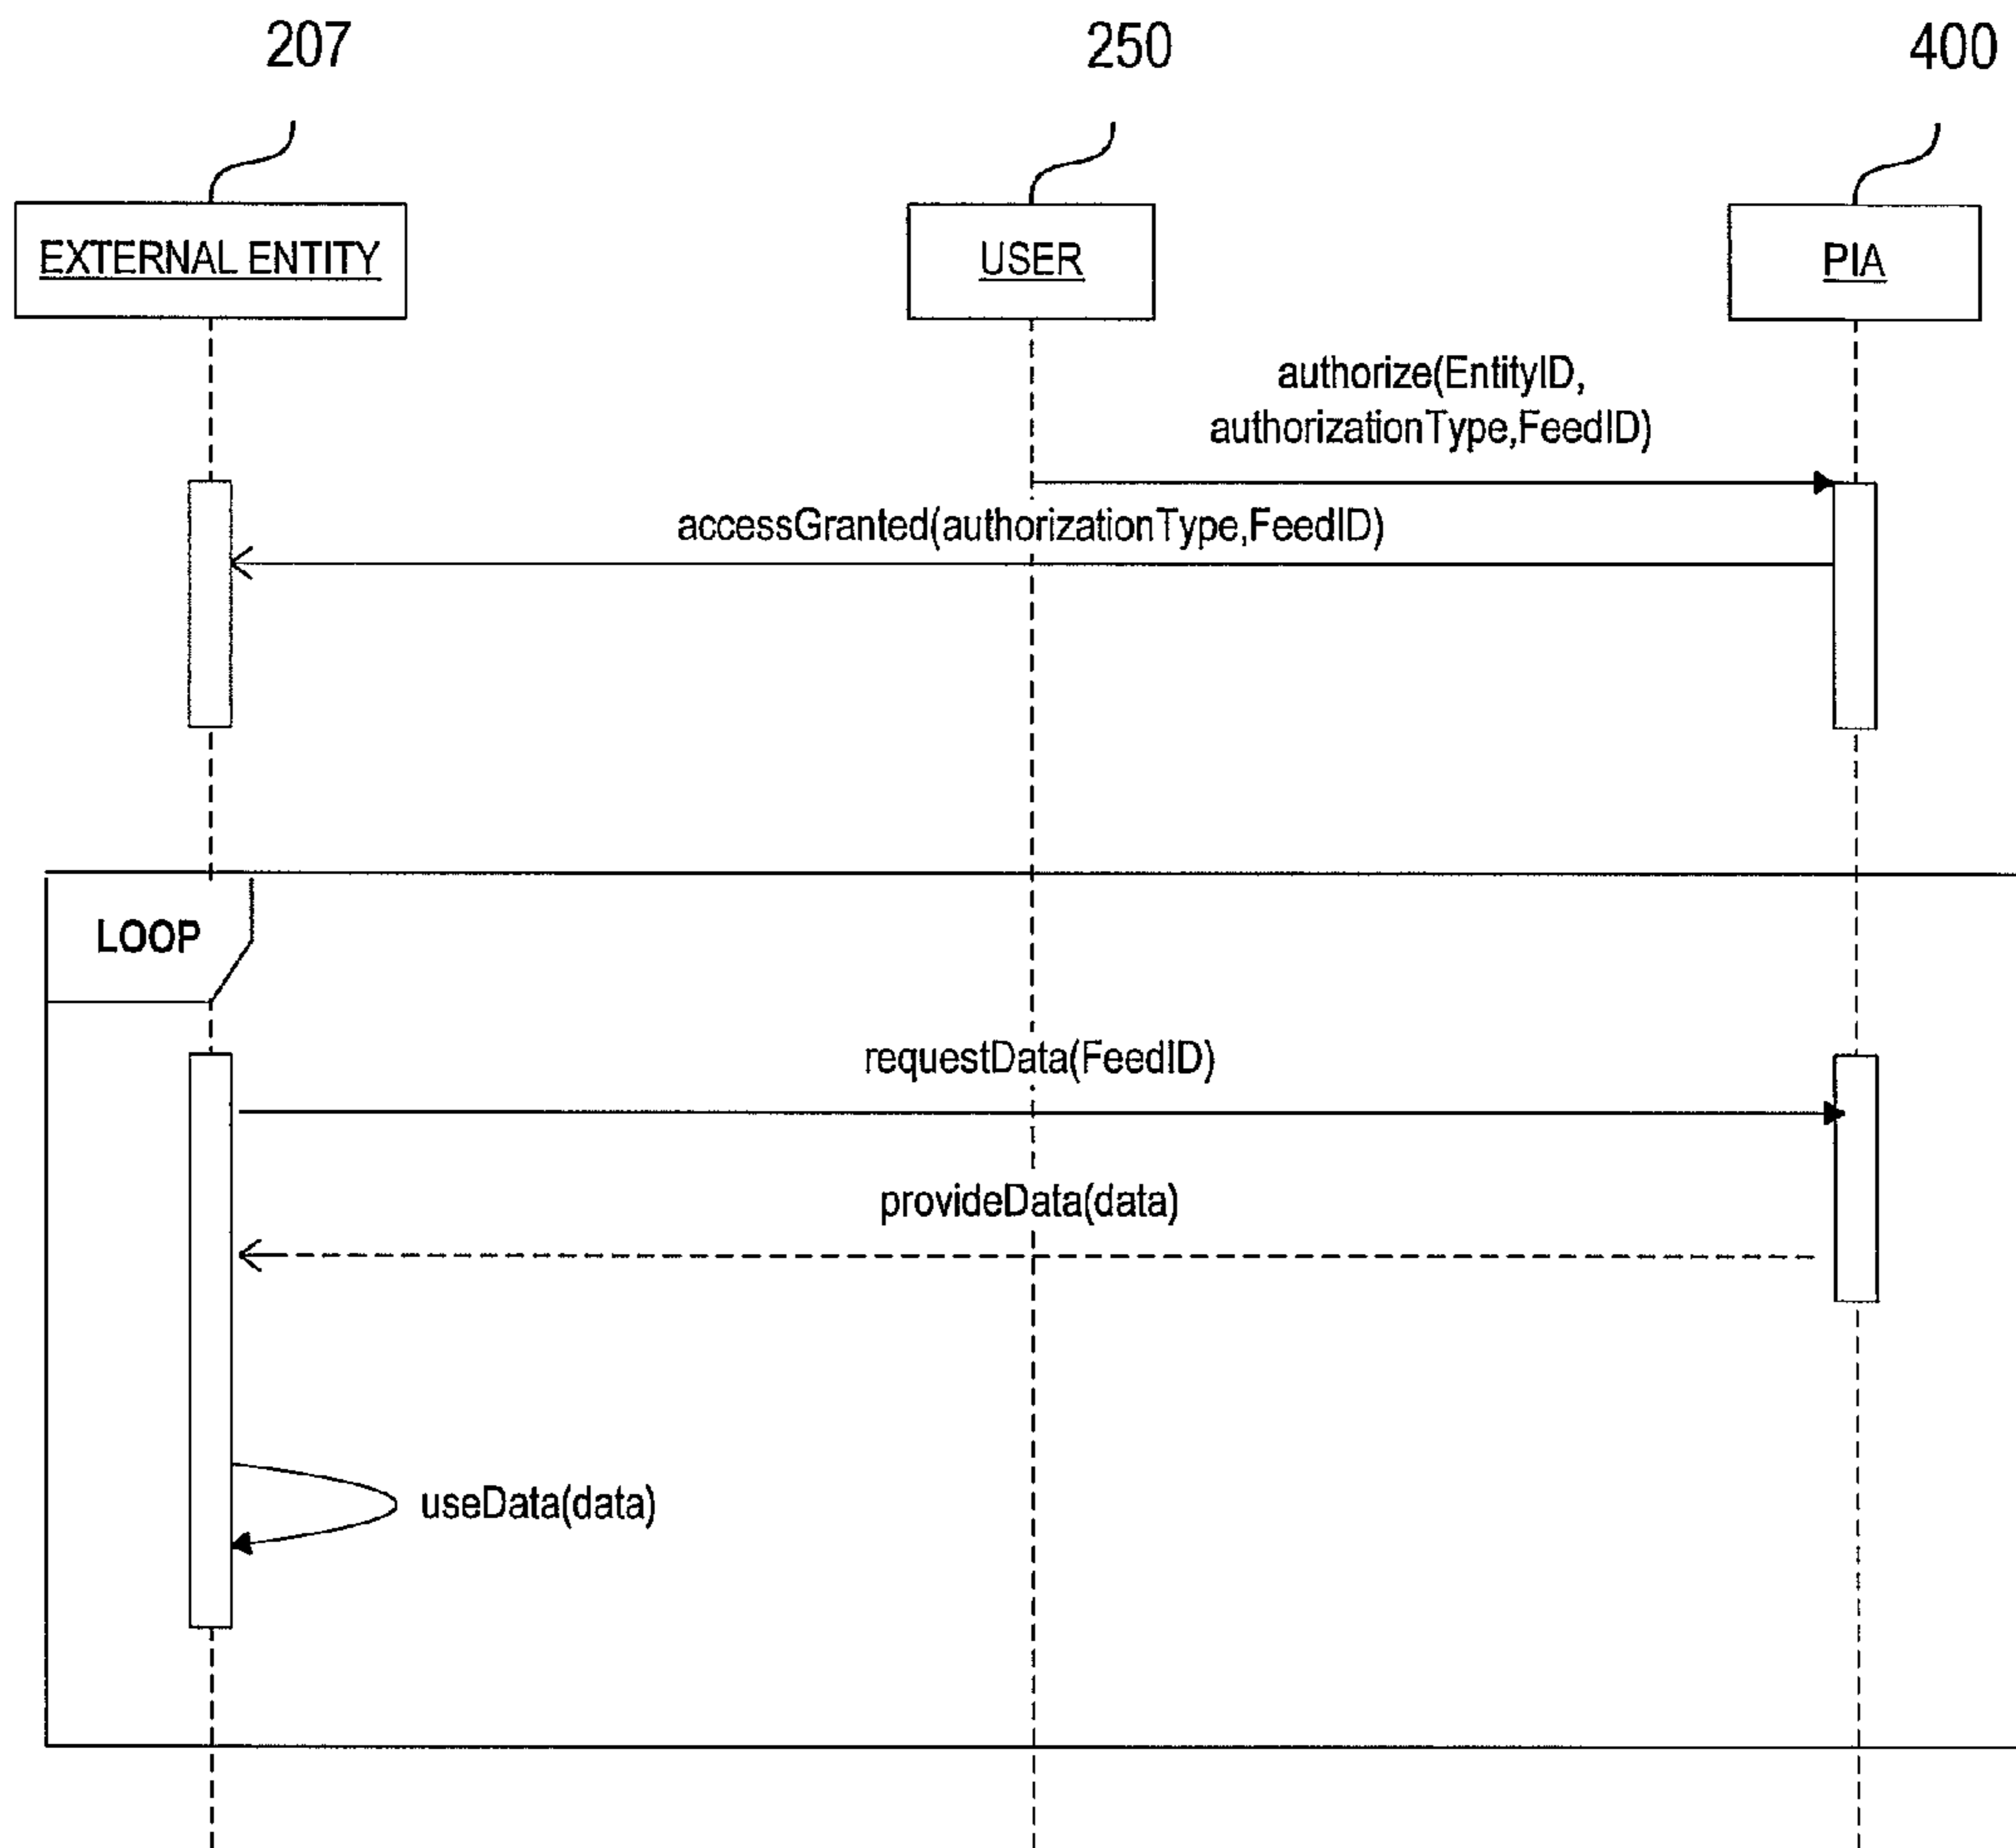 207
250
400
EXTERNAL ENTITY
USER
PIA
authorize(EntityID,
authorizationType,FeedID)
accessGranted(authorizationType,FeedID)
LOOP
requestData(FeedID)
provideData(data)
useData(data)